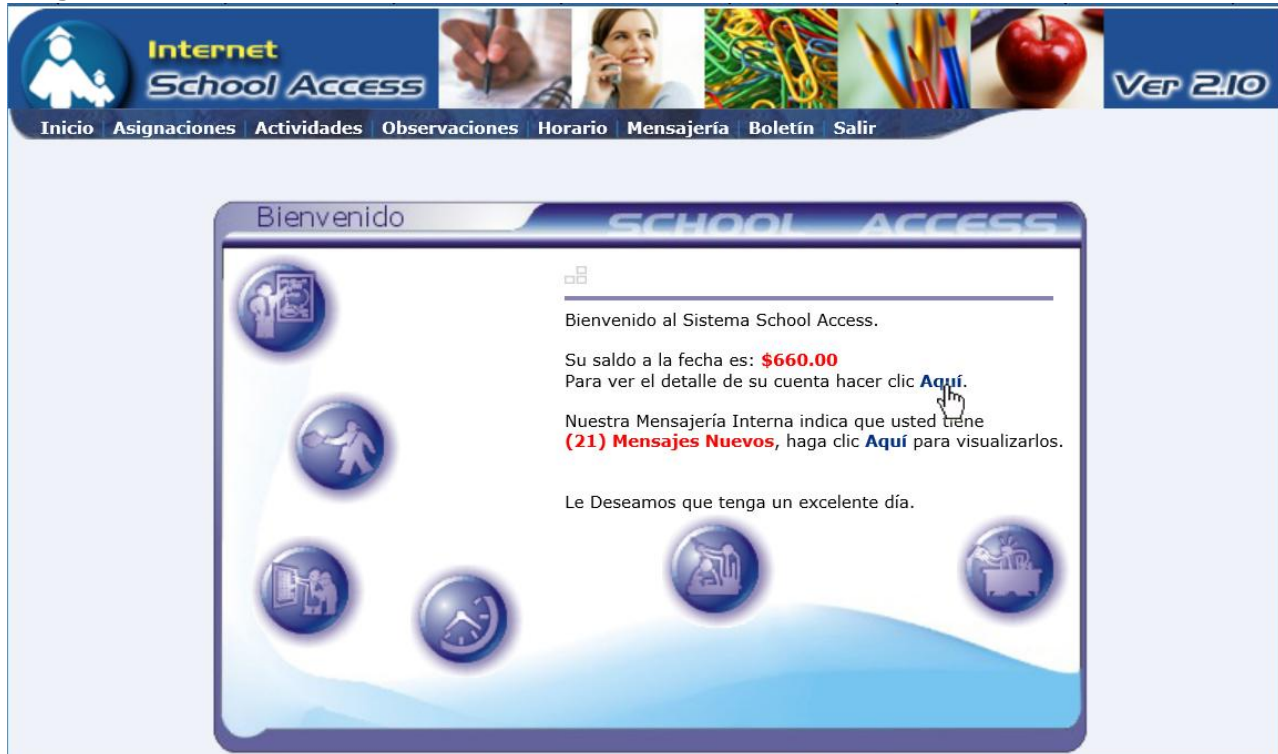 Internet
School Access
Ver 2.10
Inicio Asignaciones Actividades Observaciones Horario Mensajería Boletín Salir
Bienvenido
SCHOOL ACCESS
Bienvenido al Sistema School Access.
Su saldo a la fecha es: $660.00
Para ver el detalle de su cuenta hacer clic Aquí.
Nuestra Mensajería Interna indica que usted tiene
(21) Mensajes Nuevos, haga clic Aquí para visualizarlos.
Le Deseamos que tenga un excelente día.